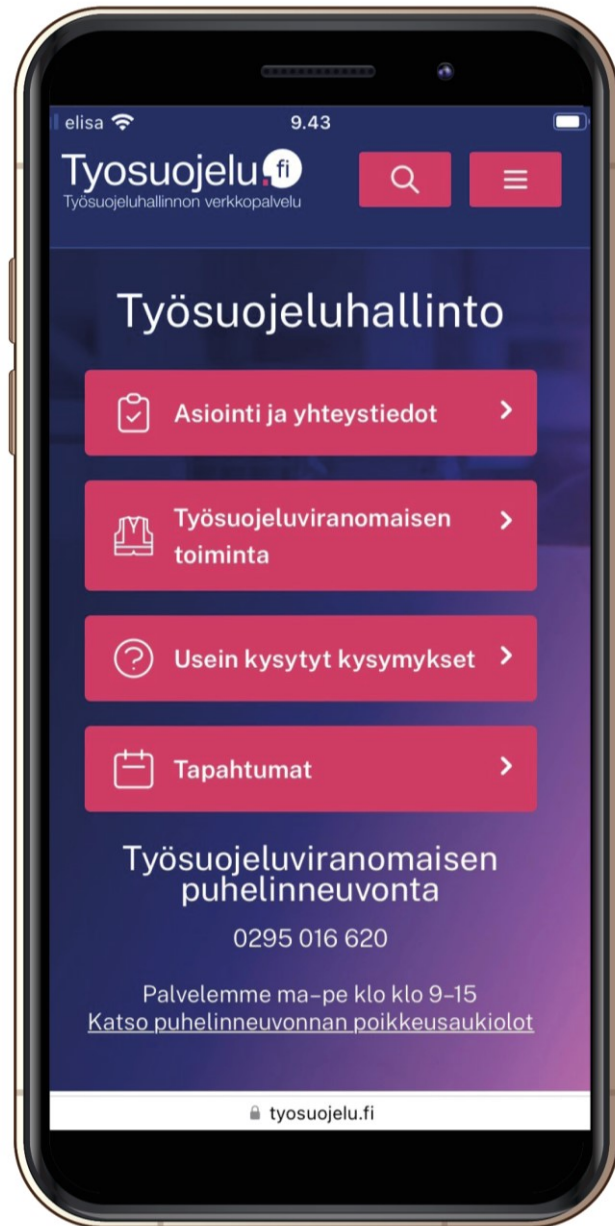 elisa
9.43
Tyosuojelu.fi
Työsuojeluhallinnon verkkopalvelu
Työsuojeluhallinto
Asiointi ja yhteystiedot
Työsuojeluviranomaisen
toiminta
Usein kysytyt kysymykset
Tapahtumat
Työsuojeluviranomaisen
puhelinneuvonta
0295 016 620
Palvelemme ma–pe klo klo 9–15
Katso puhelinneuvonnan poikkeusaukiolot
tyosuojelu.fi